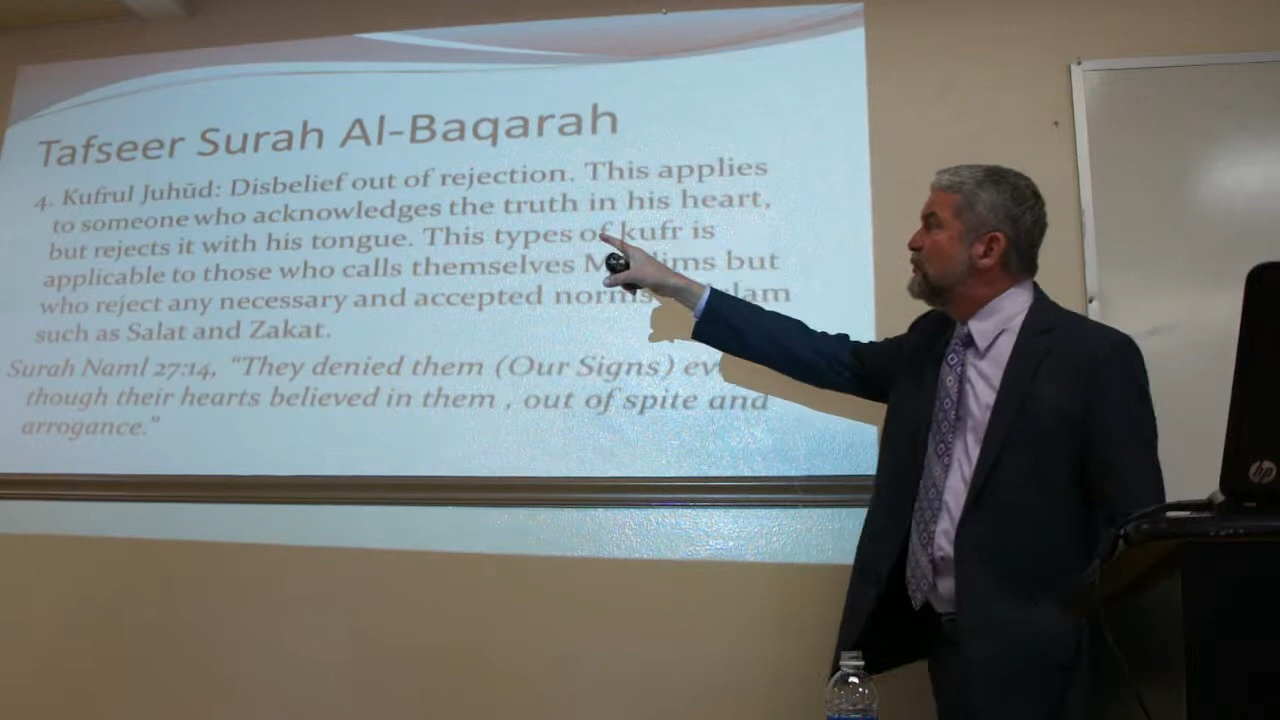 Tafseer Surah Al-Baqarah
4. Kufrul Juhūd: Disbelief out of rejection. This applies
to someone who acknowledges the truth in his heart,
but rejects it with his tongue. This types of kufr is
applicable to those who calls themselves Muslims but
who reject any necessary and accepted norms
such as Salat and Zakat.
Surah Naml 27:14, “They denied them (Our Signs)
though their hearts believed in them , out of spite and
arrogance.”
hp